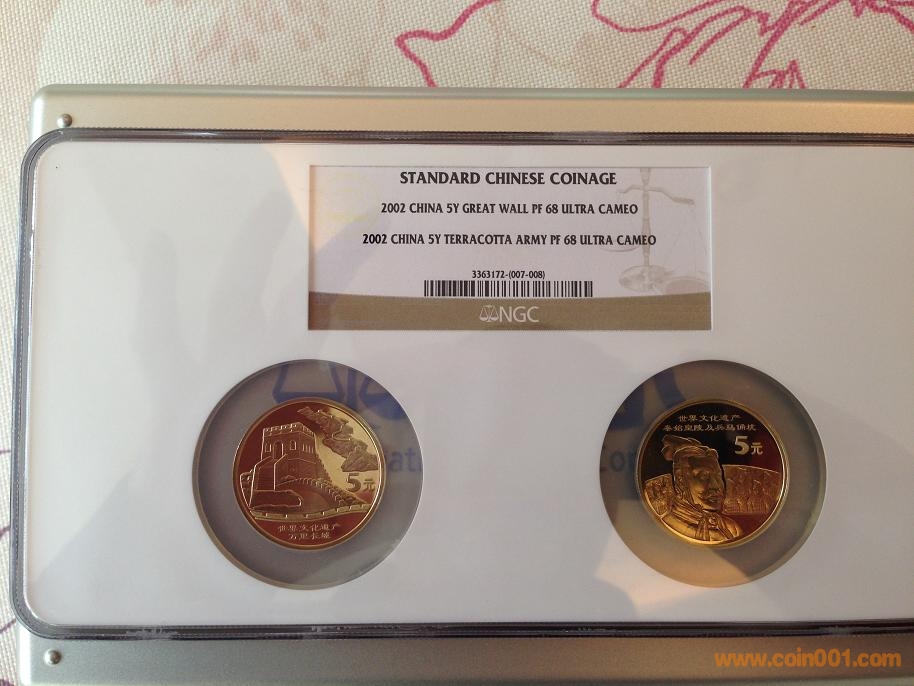 STANDARD CHINESE COINAGE
2002 CHINA 5Y GREAT WALL PF 68 ULTRA CAMEO
2002 CHINA 5Y TERRACOTTA ARMY PF 68 ULTRA CAMEO
3363172-(007-008)
NGC
5元
世界文化遗产
万里长城
世界文化遗产
秦始皇陵及兵马俑坑
5元
www.coin001.com